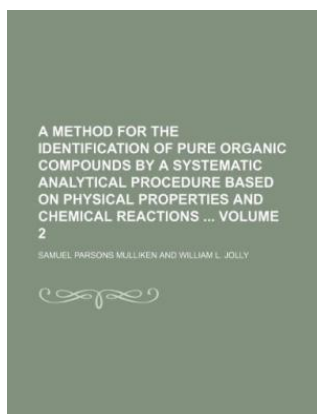 A METHOD FOR THE
IDENTIFICATION OF PURE ORGANIC
COMPOUNDS BY A SYSTEMATIC
ANALYTICAL PROCEDURE BASED
ON PHYSICAL PROPERTIES AND
CHEMICAL REACTIONS ... VOLUME
2
SAMUEL PARSONS MULLIKEN AND WILLIAM L. JOLLY